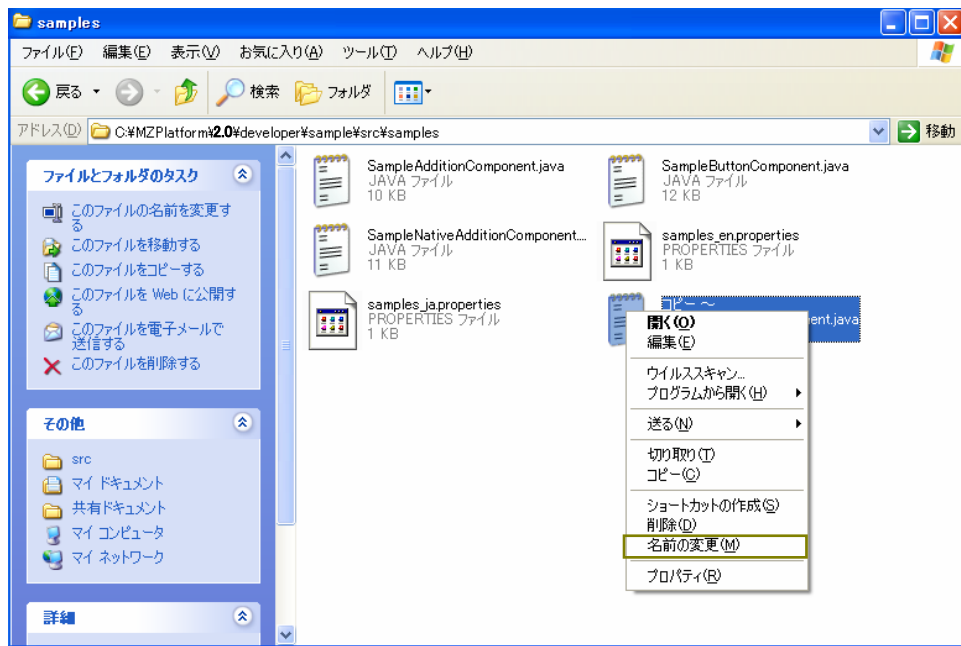 samples
ファイル(F) 編集(E) 表示(V) お気に入り(A) ツール(T) ヘルプ(H)
戻る 検索 フォルダ
アドレス(D) C:¥MZPlatform¥2.0¥developer¥sample¥src¥samples 移動
ファイルとフォルダのタスク
このファイルの名前を変更す
る
このファイルを移動する
このファイルをコピーする
このファイルを Web に公開す
る
このファイルを電子メールで
送信する
このファイルを削除する
その他
src
マイ ドキュメント
共有ドキュメント
マイ コンピュータ
マイ ネットワーク
詳細
SampleAdditionComponent.java
JAVA ファイル
10 KB
SampleButtonComponent.java
JAVA ファイル
12 KB
SampleNativeAdditionComponent...
JAVA ファイル
11 KB
samples_en.properties
PROPERTIES ファイル
1 KB
samples_ja.properties
PROPERTIES ファイル
1 KB
コピー ～
ent.java
開く(O)
編集(E)
ウイルススキャン...
プログラムから開く(H)
送る(N)
切り取り(T)
コピー(C)
ショートカットの作成(S)
削除(D)
名前の変更(M)
プロパティ(R)